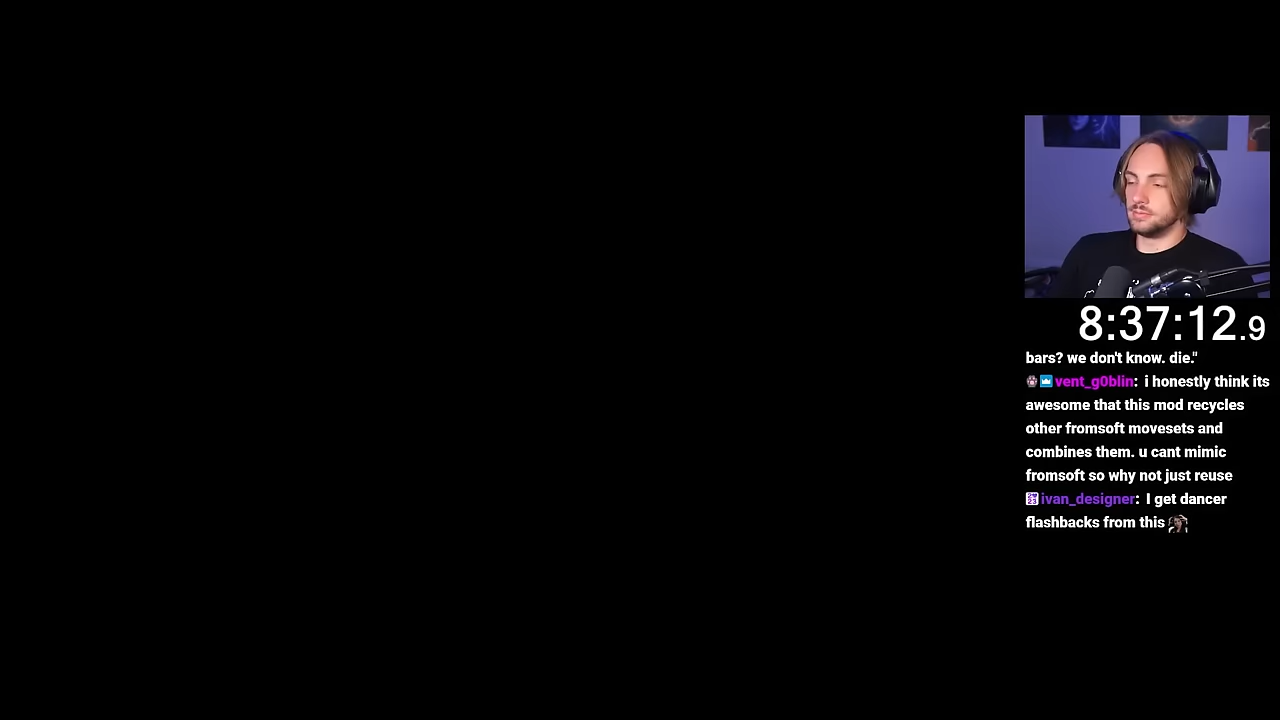 8:37:12.9
bars? we don't know. die."
vent_g0blin: i honestly think its
awesome that this mod recycles
other fromsoft movesets and
combines them. u cant mimic
fromsoft so why not just reuse
ivan_designer: I get dancer
flashbacks from this